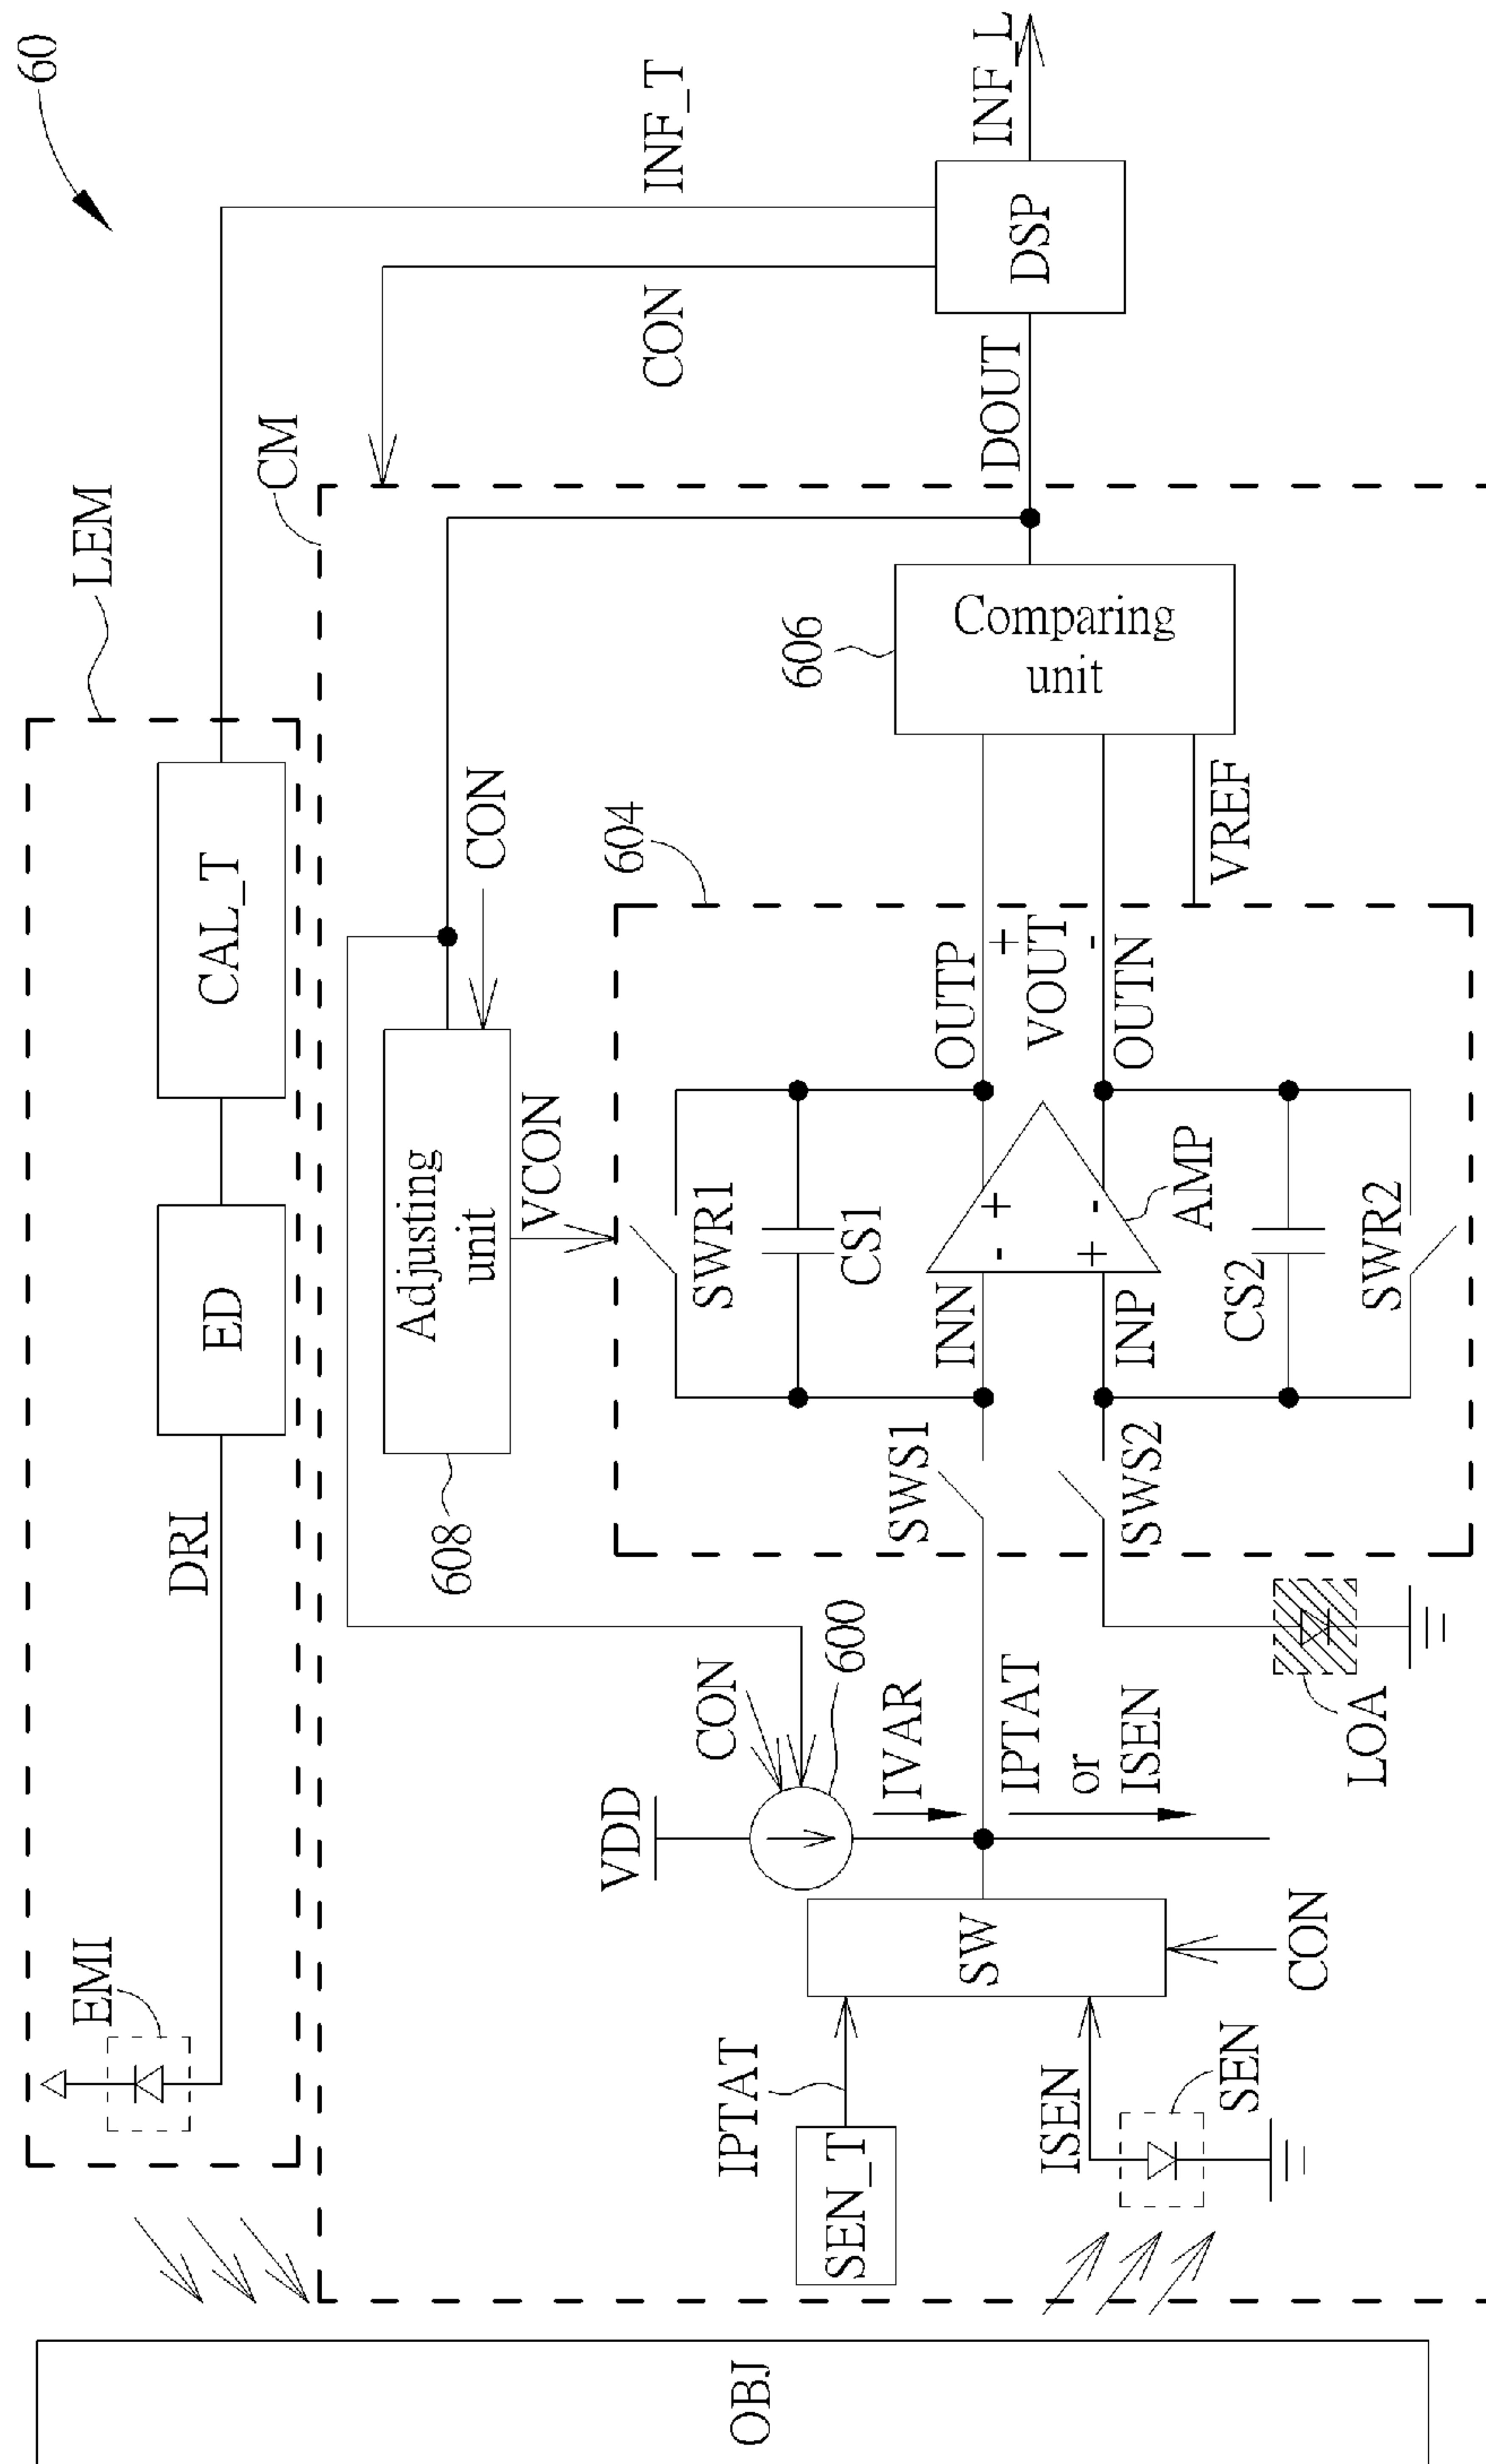 60
LEM
EMI
DRI
ED
CAL_T
INF_T
CM
CON
608
Adjusting
unit
CON
VCON
604
VDD
CON
600
IVAR
IPTAT
or
ISEN
SWR1
CS1
SWS1
INN
-
+
OUTP
+
VOUT
-
OUTN
INP
+
-
AMP
SWS2
CS2
SWR2
LOA
606
Comparing
unit
VREF
DOUT
DSP
INF_L
IPTAT
SEN_T
SW
ISEN
SEN
CON
OBJ